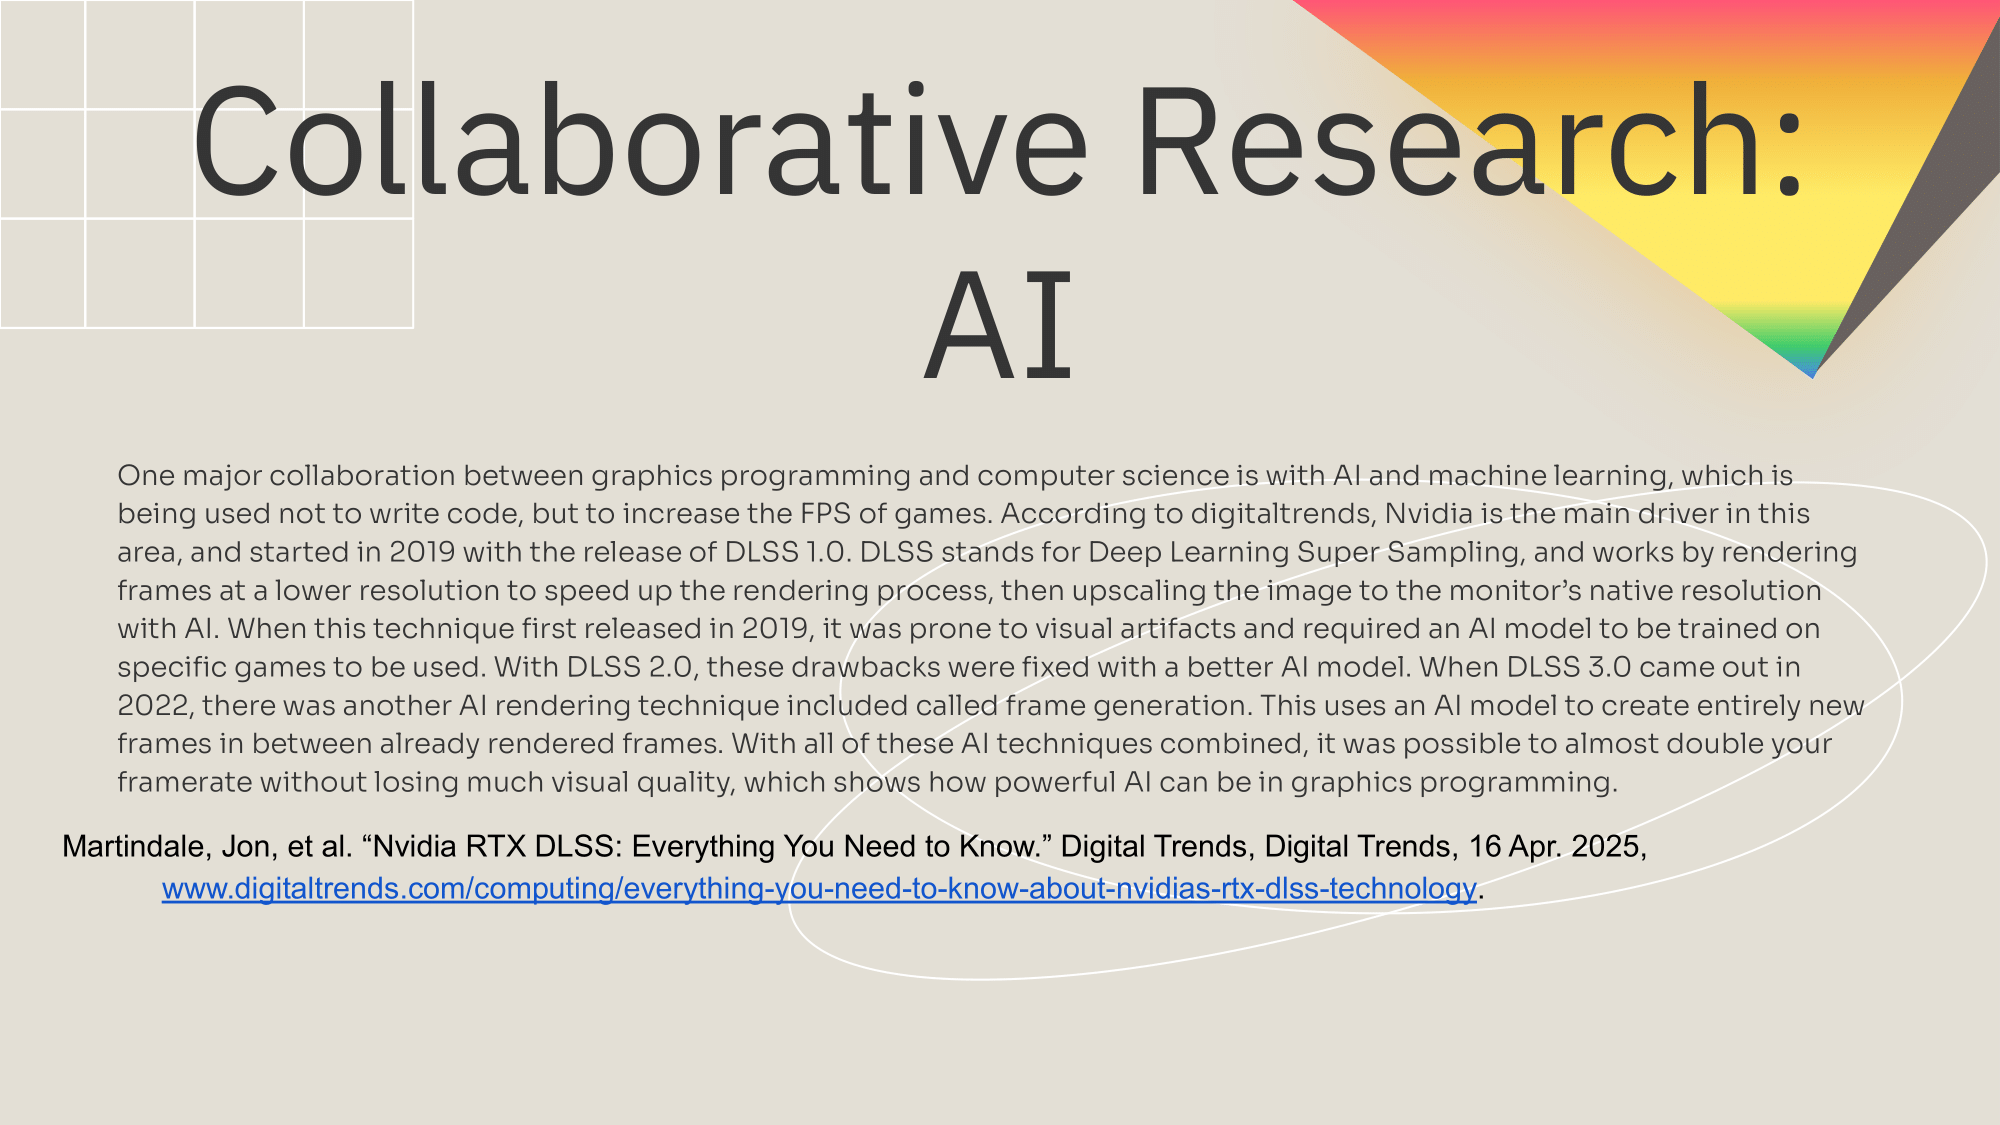 Collaborative Research:
AI
One major collaboration between graphics programming and computer science is with AI and machine learning, which is
being used not to write code, but to increase the FPS of games. According to digitaltrends, Nvidia is the main driver in this
area, and started in 2019 with the release of DLSS 1.0. DLSS stands for Deep Learning Super Sampling, and works by rendering
frames at a lower resolution to speed up the rendering process, then upscaling the image to the monitor’s native resolution
with AI. When this technique first released in 2019, it was prone to visual artifacts and required an AI model to be trained on
specific games to be used. With DLSS 2.0, these drawbacks were fixed with a better AI model. When DLSS 3.0 came out in
2022, there was another AI rendering technique included called frame generation. This uses an AI model to create entirely new
frames in between already rendered frames. With all of these AI techniques combined, it was possible to almost double your
framerate without losing much visual quality, which shows how powerful AI can be in graphics programming.
Martindale, Jon, et al. “Nvidia RTX DLSS: Everything You Need to Know.” Digital Trends, Digital Trends, 16 Apr. 2025,
www.digitaltrends.com/computing/everything-you-need-to-know-about-nvidias-rtx-dlss-technology.